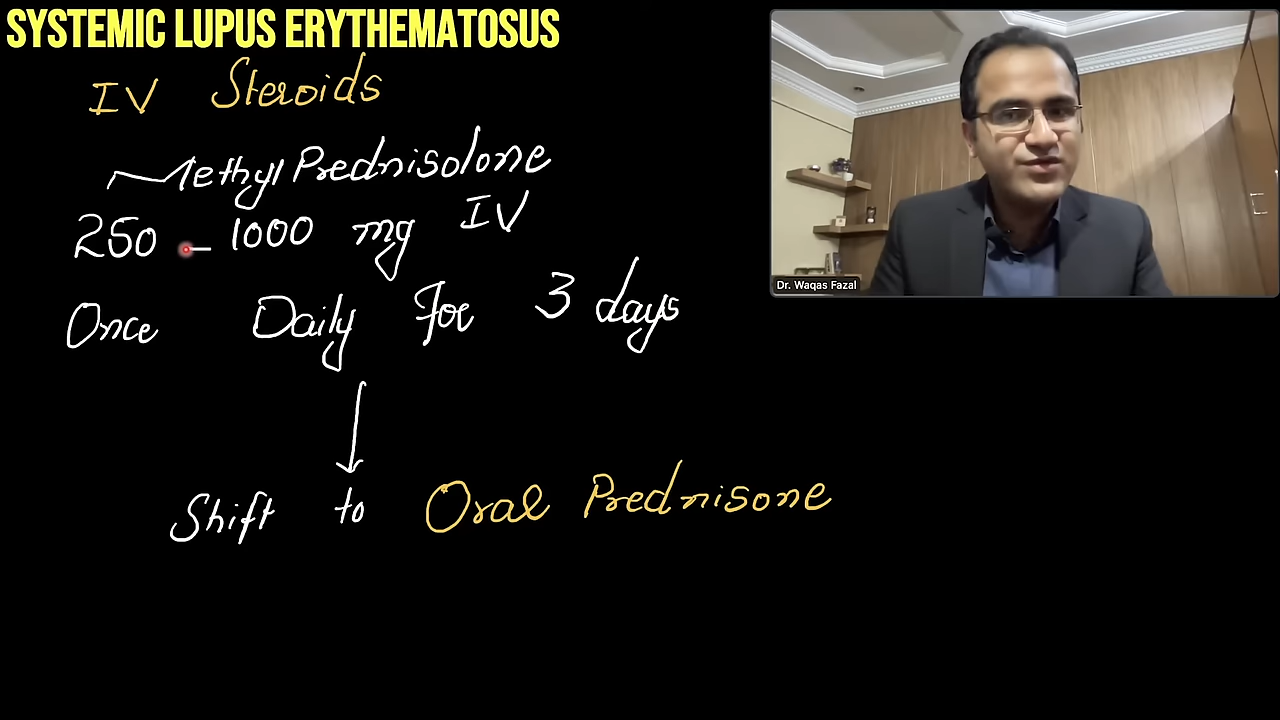 SYSTEMIC LUPUS ERYTHEMATOSUS
IV Steroids
Methyl Prednisolone
250 - 1000 mg IV
Once Daily For 3 days
Shift to Oral Prednisone
Dr. Waqas Fazal